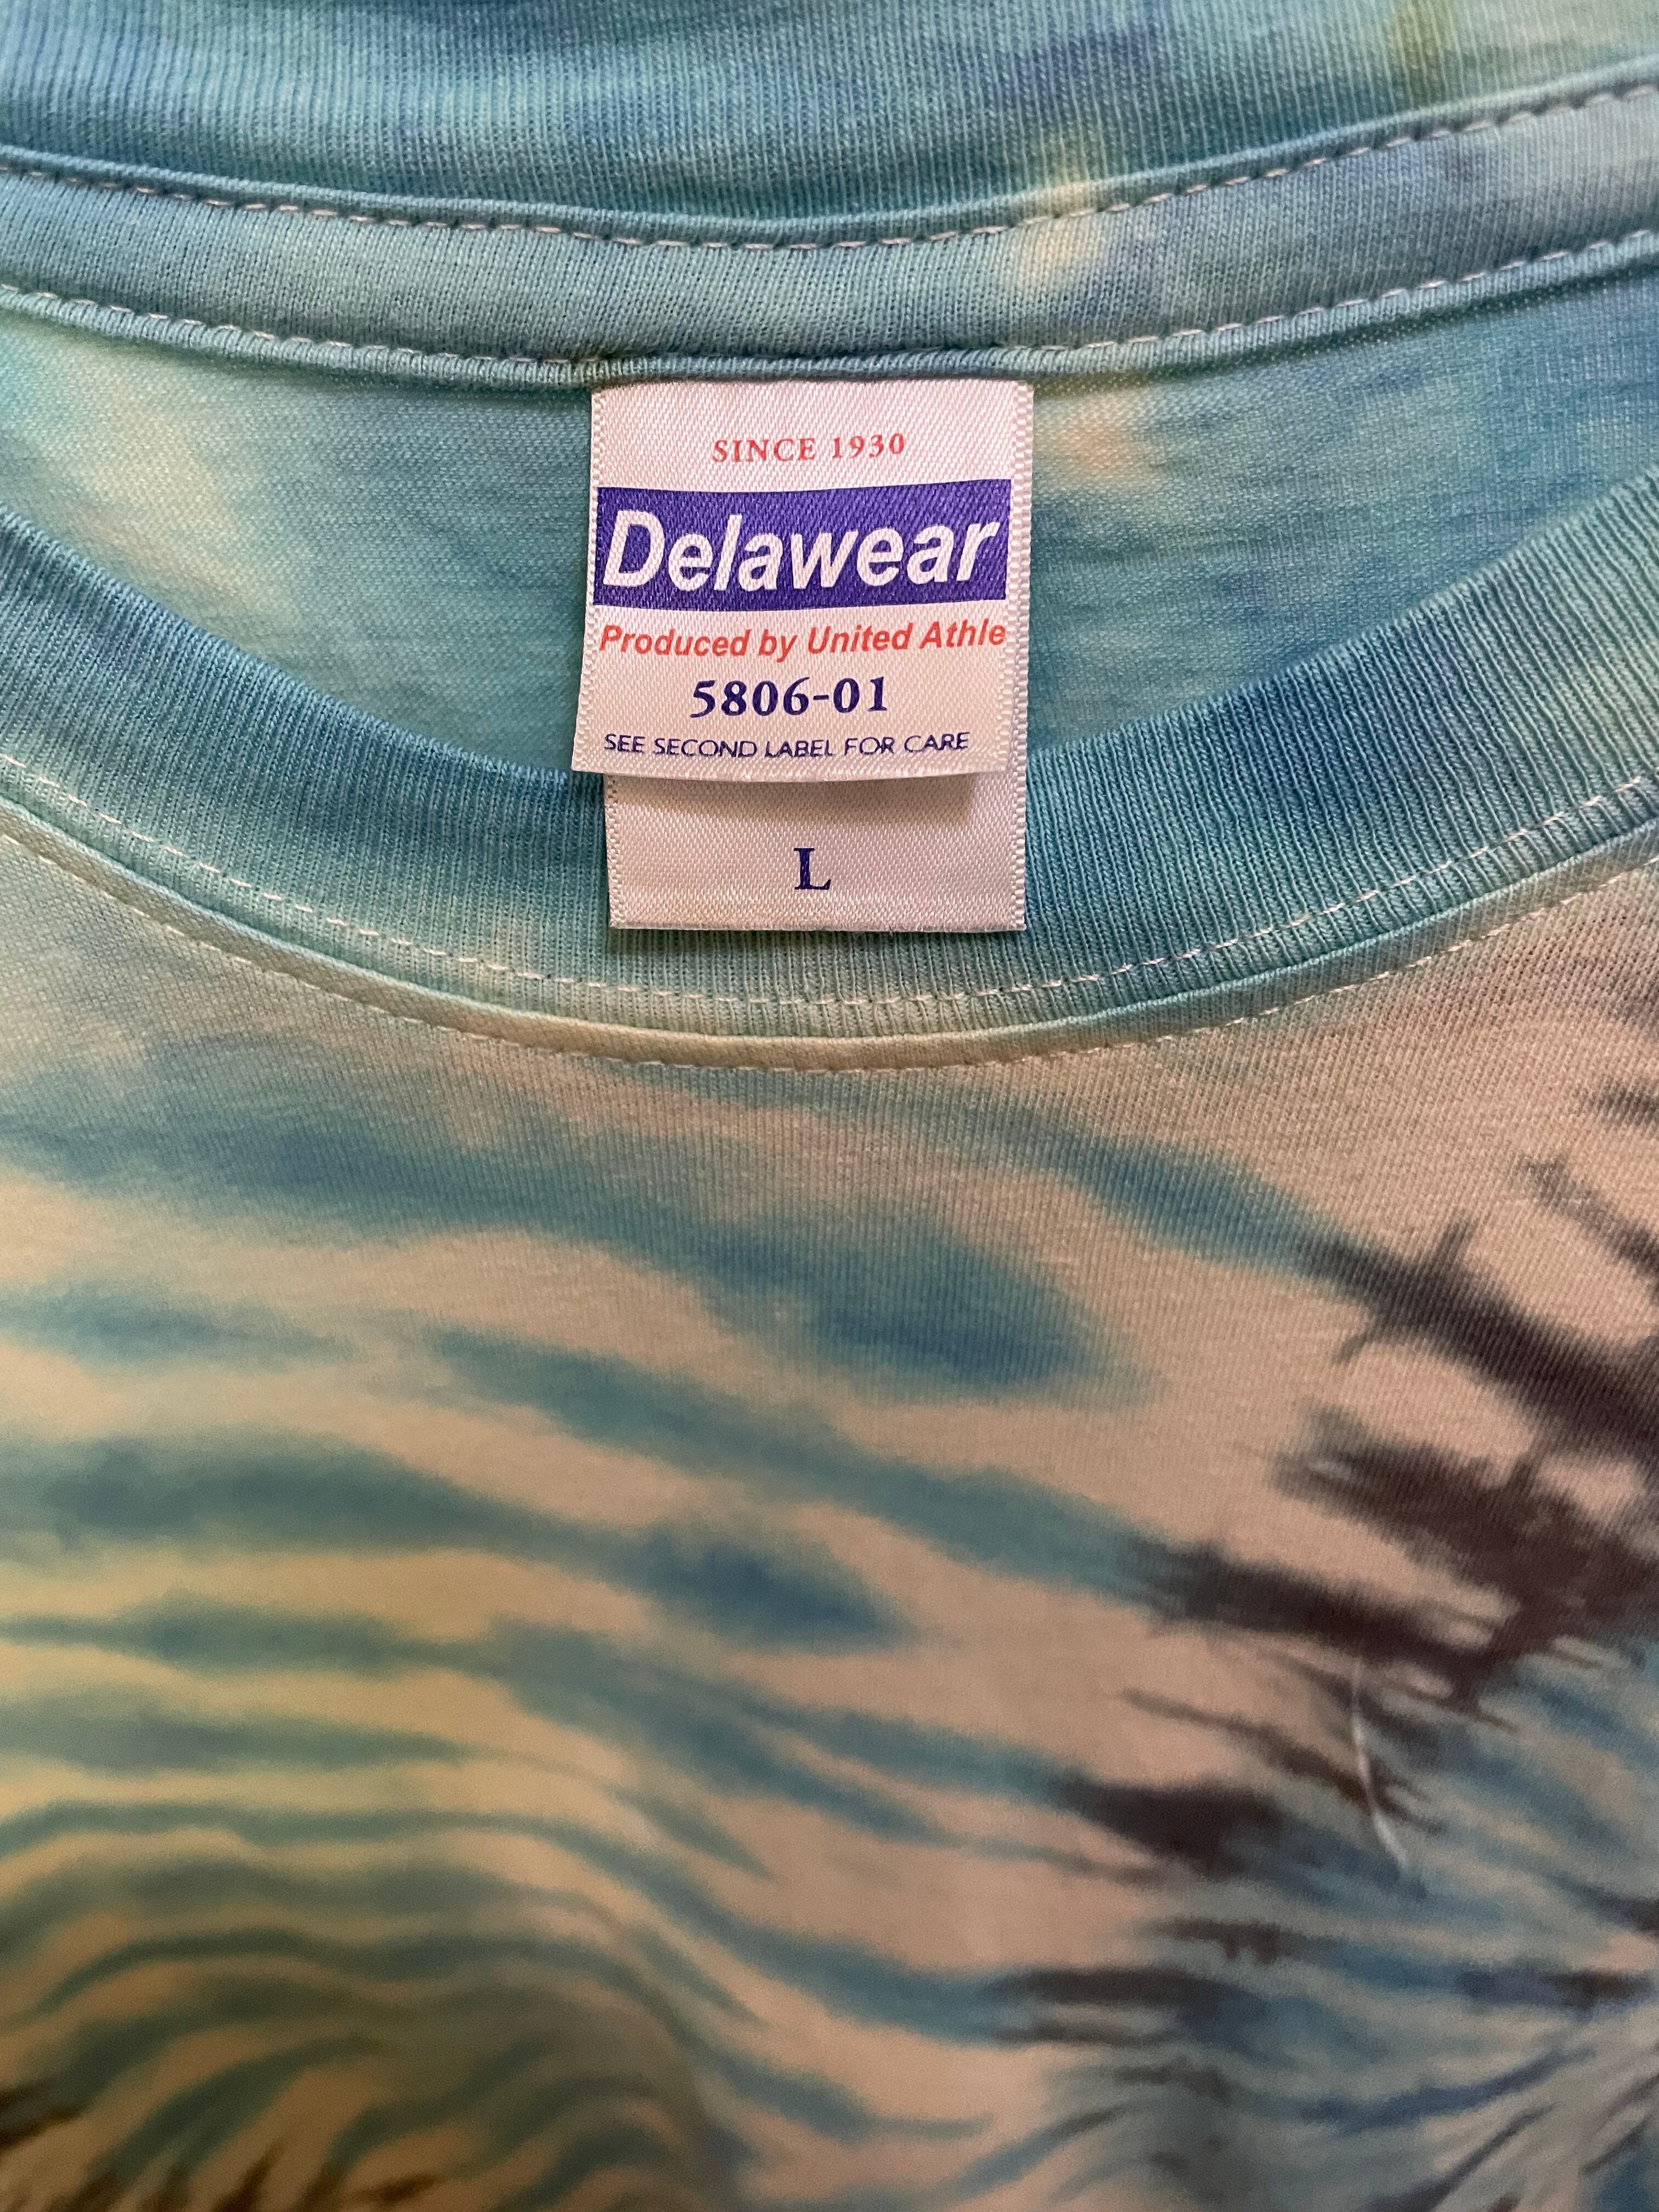 SINCE 1930
Delawear
Produced by United Athle
5806-01
SEE SECOND LABEL FOR CARE
L